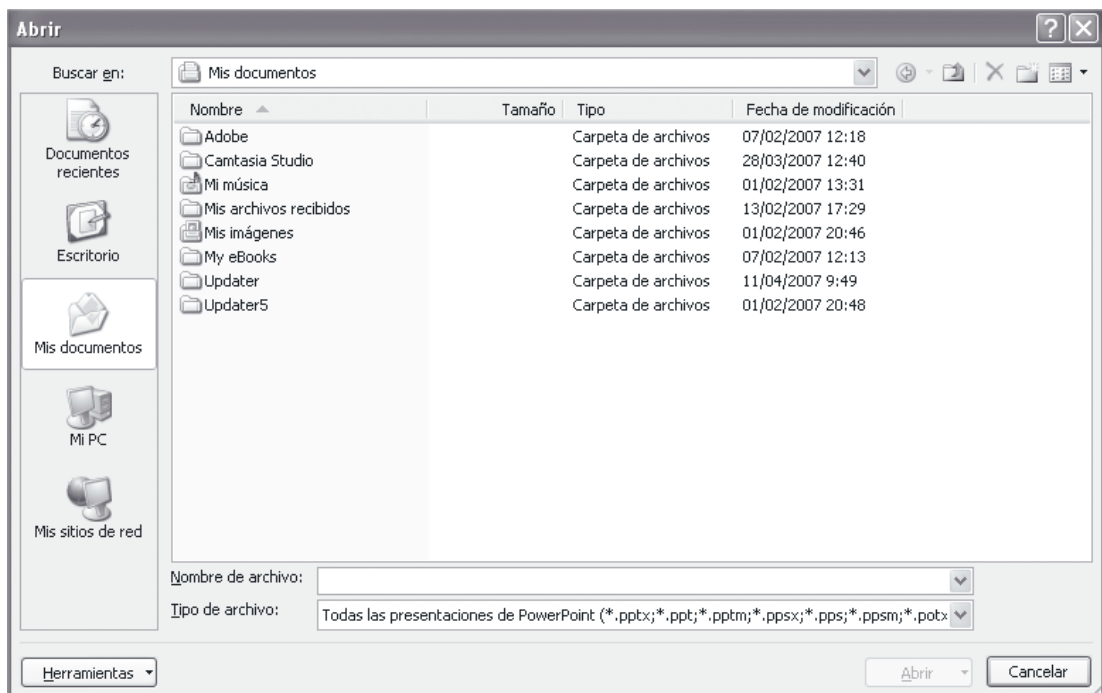 Abrir
Buscar en:
Mis documentos
Nombre Tamaño Tipo Fecha de modificación
Adobe Carpeta de archivos 07/02/2007 12:18
Camtasia Studio Carpeta de archivos 28/03/2007 12:40
Mi música Carpeta de archivos 01/02/2007 13:31
Mis archivos recibidos Carpeta de archivos 13/02/2007 17:29
Mis imágenes Carpeta de archivos 01/02/2007 20:46
My eBooks Carpeta de archivos 07/02/2007 12:13
Updater Carpeta de archivos 11/04/2007 9:49
Updater5 Carpeta de archivos 01/02/2007 20:48
Documentos
recientes
Escritorio
Mis documentos
Mi PC
Mis sitios de red
Nombre de archivo:
Tipo de archivo: Todas las presentaciones de PowerPoint (*.pptx;*.ppt;*.pptm;*.ppsx;*.pps;*.ppsm;*.potx
Herramientas Abrir Cancelar